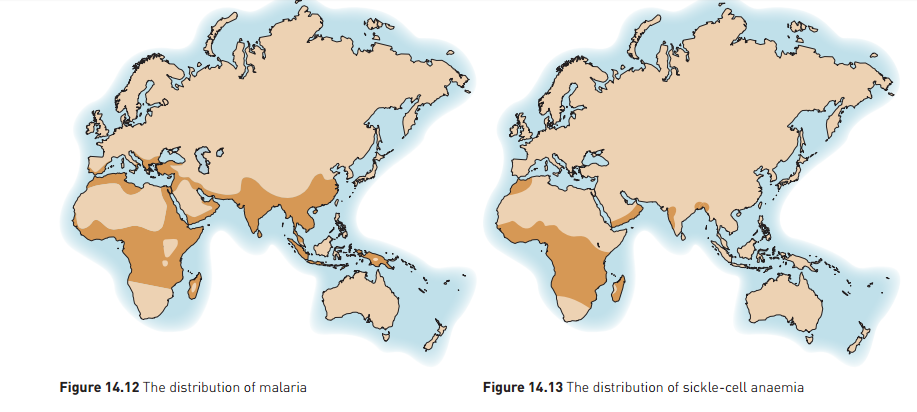 Figure 14.12 The distribution of malaria
Figure 14.13 The distribution of sickle-cell anaemia